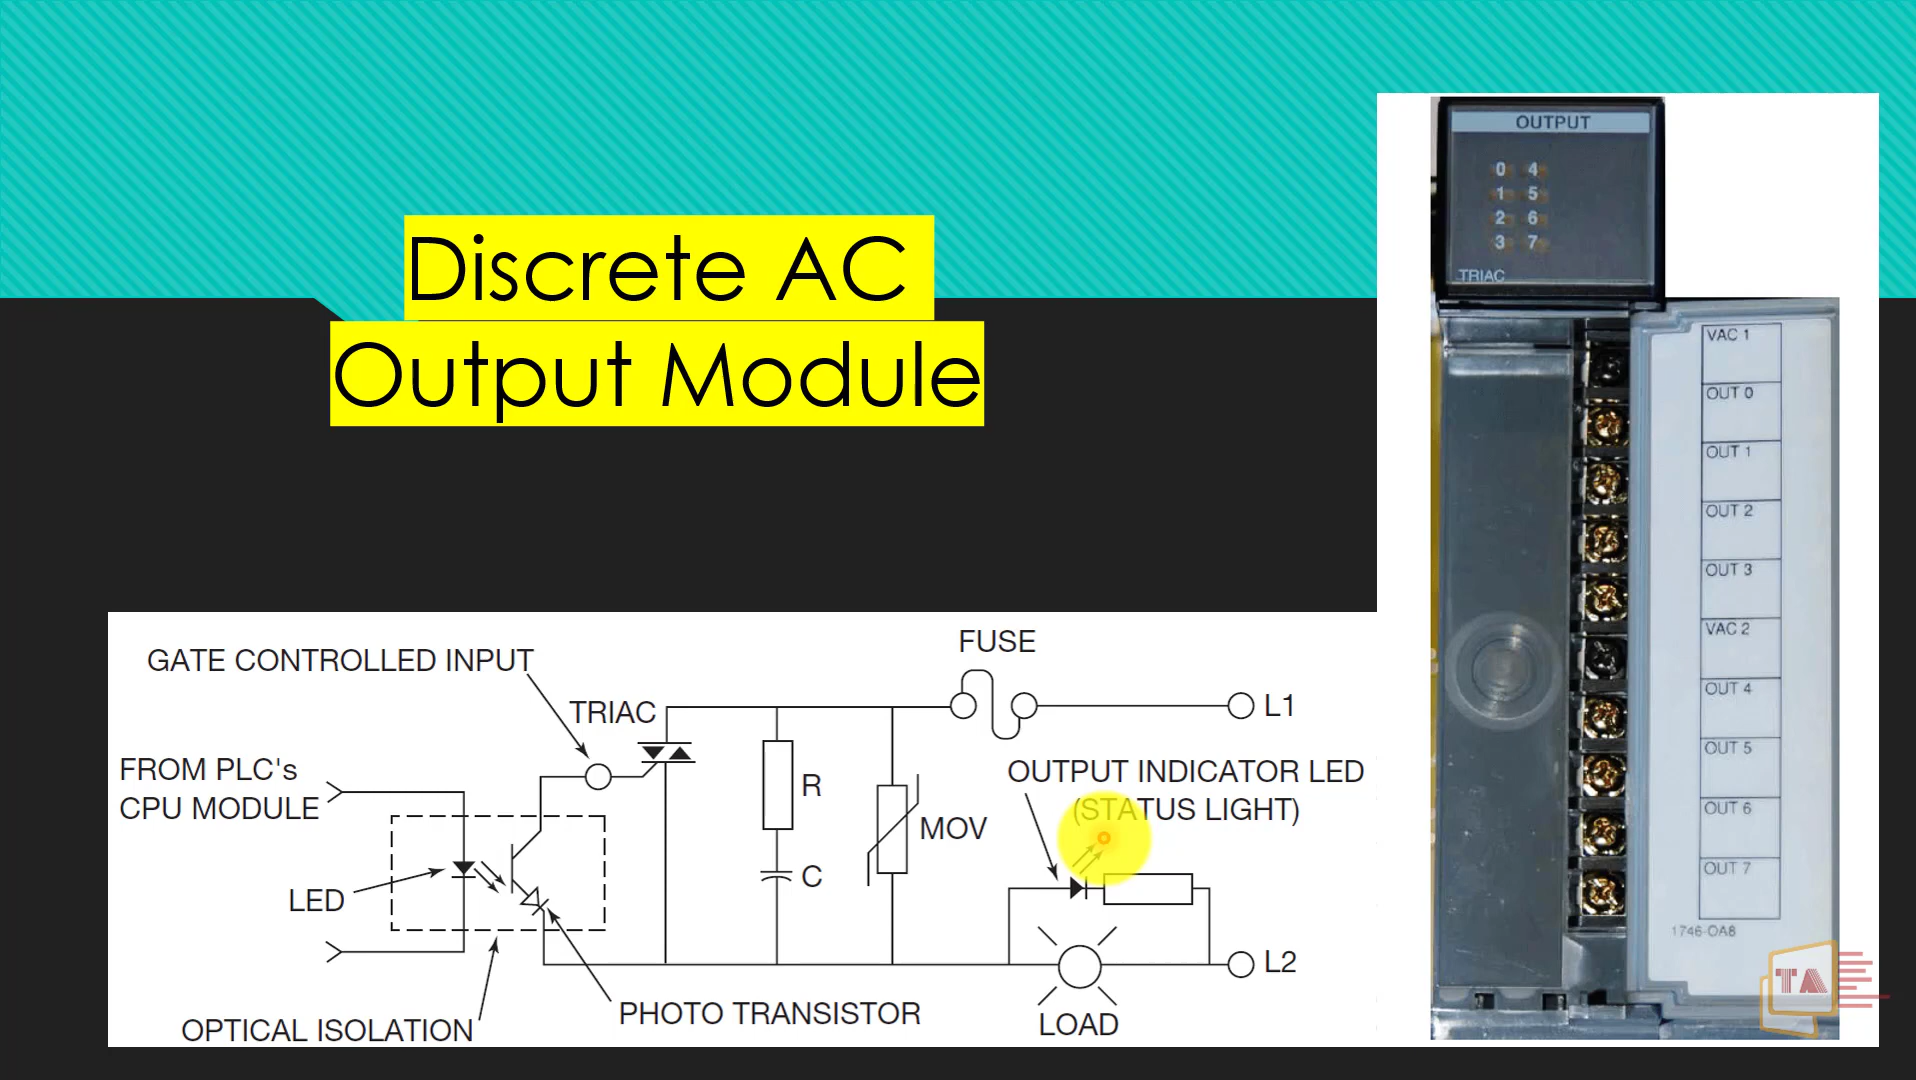 Discrete AC
Output Module
GATE CONTROLLED INPUT
TRIAC
FUSE
L1
FROM PLC's
CPU MODULE
R
C
MOV
OUTPUT INDICATOR LED
(STATUS LIGHT)
LED
L2
PHOTO TRANSISTOR
OPTICAL ISOLATION
LOAD
OUTPUT
0 4
1 5
2 6
3 7
TRIAC
VAC 1
OUT 0
OUT 1
OUT 2
OUT 3
VAC 2
OUT 4
OUT 5
OUT 6
OUT 7
1746-OA8
TA